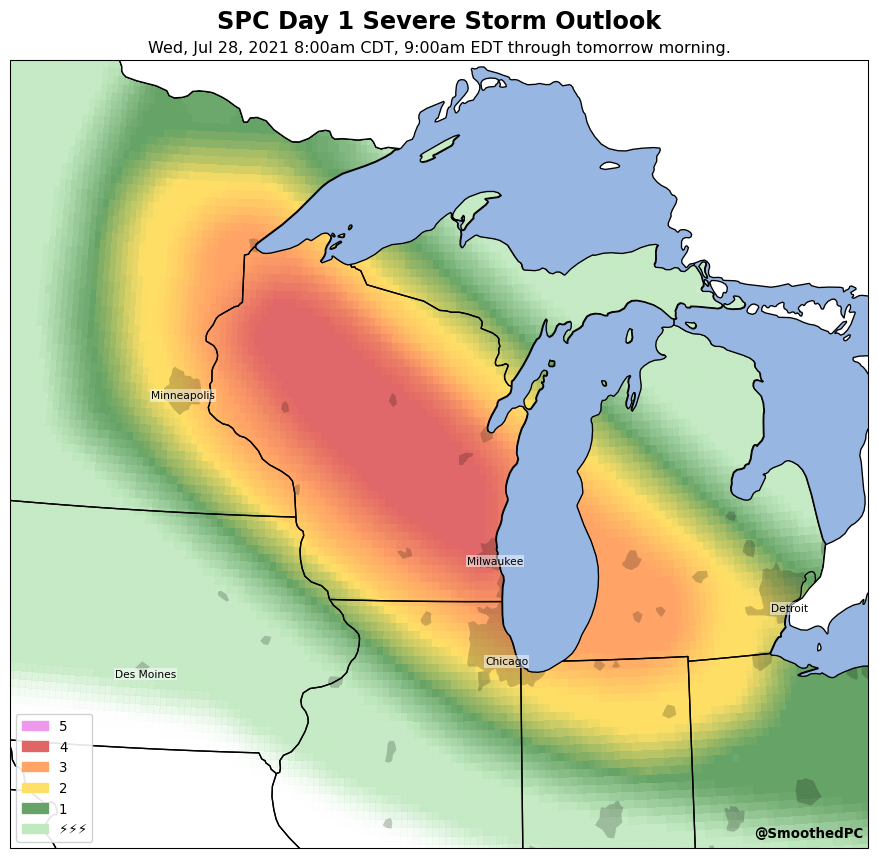 SPC Day 1 Severe Storm Outlook
Wed, Jul 28, 2021 8:00am CDT, 9:00am EDT through tomorrow morning.
Minneapolis
Milwaukee
Detroit
Chicago
Des Moines
5
4
3
2
1
⚡⚡⚡
@SmoothedPC